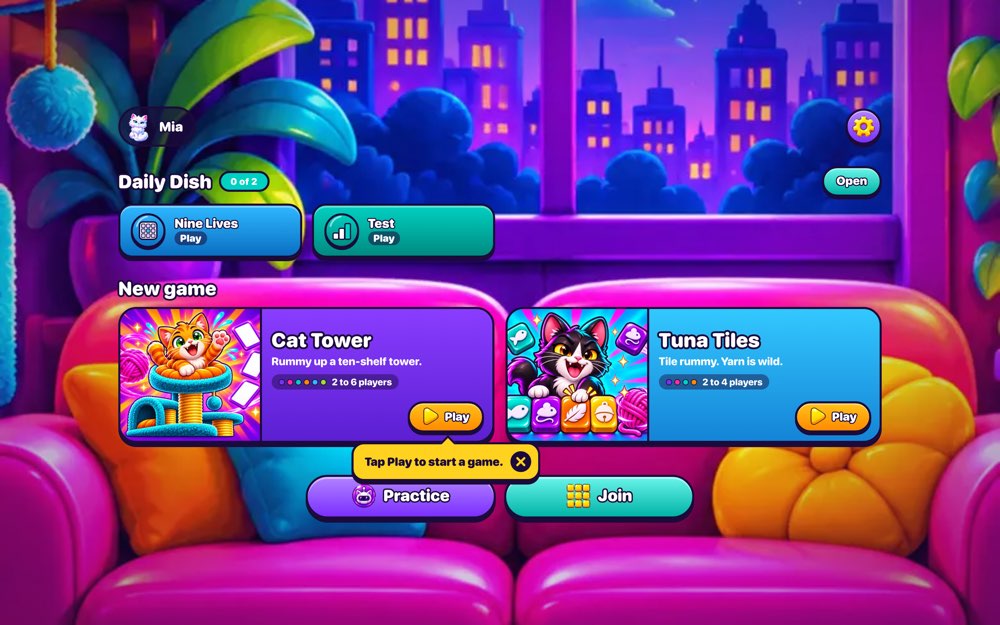 Mia
Daily Dish
0 of 2
Open
Nine Lives
Play
Test
Play
New game
Cat Tower
Rummy up a ten-shelf tower.
2 to 6 players
Play
Tuna Tiles
Tile rummy. Yarn is wild.
2 to 4 players
Play
Tap Play to start a game.
Practice
Join